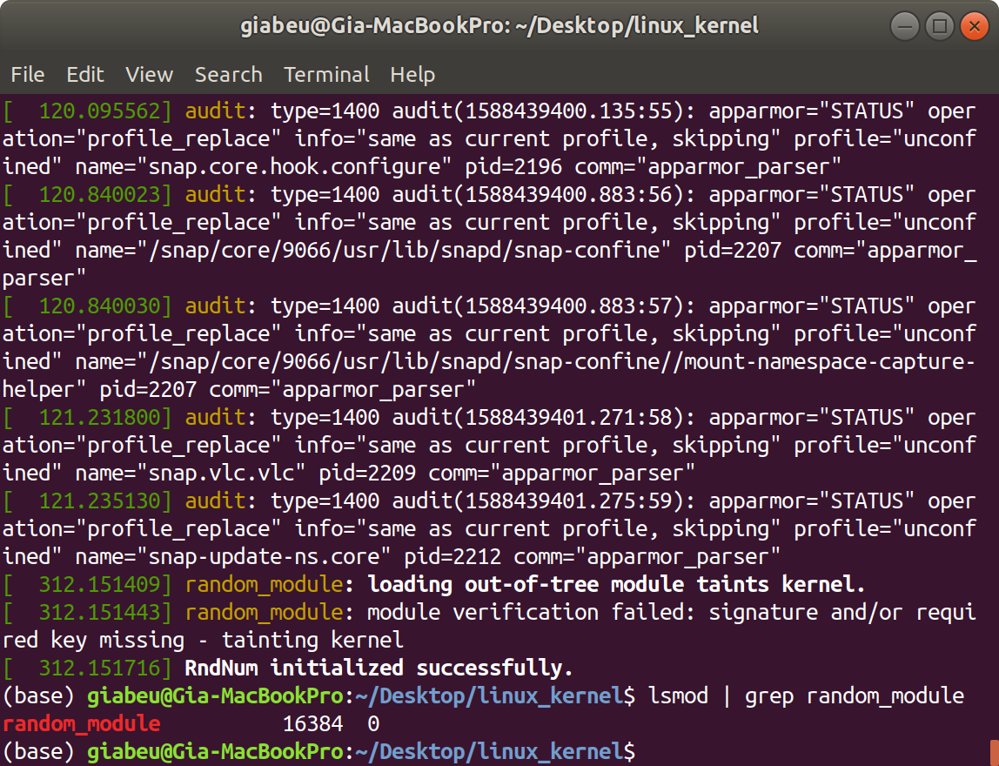 giabeu@Gia-MacBookPro: ~/Desktop/linux_kernel
File Edit View Search Terminal Help
[  120.095562] audit: type=1400 audit(1588439400.135:55): apparmor="STATUS" oper
ation="profile_replace" info="same as current profile, skipping" profile="unconf
ined" name="snap.core.hook.configure" pid=2196 comm="apparmor_parser"
[  120.840023] audit: type=1400 audit(1588439400.883:56): apparmor="STATUS" oper
ation="profile_replace" info="same as current profile, skipping" profile="unconf
ined" name="/snap/core/9066/usr/lib/snapd/snap-confine" pid=2207 comm="apparmor_
parser"
[  120.840030] audit: type=1400 audit(1588439400.883:57): apparmor="STATUS" oper
ation="profile_replace" info="same as current profile, skipping" profile="unconf
ined" name="/snap/core/9066/usr/lib/snapd/snap-confine//mount-namespace-capture-
helper" pid=2207 comm="apparmor_parser"
[  121.231800] audit: type=1400 audit(1588439401.271:58): apparmor="STATUS" oper
ation="profile_replace" info="same as current profile, skipping" profile="unconf
ined" name="snap.vlc.vlc" pid=2209 comm="apparmor_parser"
[  121.235130] audit: type=1400 audit(1588439401.275:59): apparmor="STATUS" oper
ation="profile_replace" info="same as current profile, skipping" profile="unconf
ined" name="snap-update-ns.core" pid=2212 comm="apparmor_parser"
[  312.151409] random_module: loading out-of-tree module taints kernel.
[  312.151443] random_module: module verification failed: signature and/or requi
red key missing - tainting kernel
[  312.151716] RndNum initialized successfully.
(base) giabeu@Gia-MacBookPro:~/Desktop/linux_kernel$ lsmod | grep random_module
random_module          16384  0
(base) giabeu@Gia-MacBookPro:~/Desktop/linux_kernel$